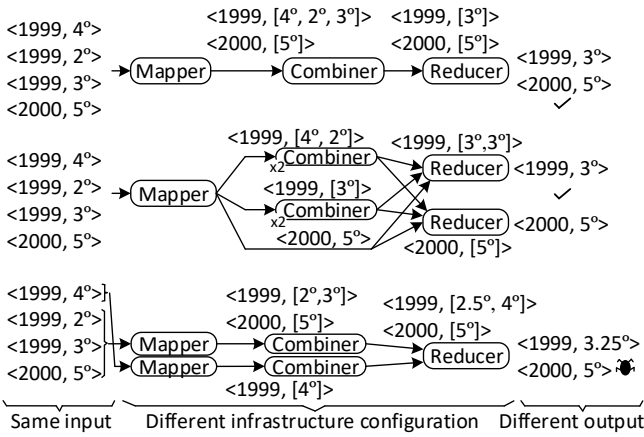 <1999, [4º, 2º, 3º]> <1999, [3º]>
<1999, 4º> <2000, [5º]> <2000, [5º]>
<1999, 2º>
<1999, 3º> Mapper Combiner Reducer <1999, 3º>
<2000, 5º> <2000, 5º>
<1999, [4º, 2º]> <1999, [3º,3º]>
<1999, 4º> x2 Combiner Reducer <1999, 3º>
<1999, 2º> Mapper <1999, [3º]>
<1999, 3º> x2 Combiner Reducer <2000, 5º>
<2000, 5º> <2000, 5º> <2000, [5º]>
<1999, 4º> <1999, [2º,3º]> <1999, [2.5º, 4º]>
<1999, 2º> <2000, [5º]> <2000, [5º]>
<1999, 3º> Mapper Combiner Reducer <1999, 3.25º>
<2000, 5º> Mapper Combiner <2000, 5º>
<1999, [4º]>
Same input Different infrastructure configuration Different output